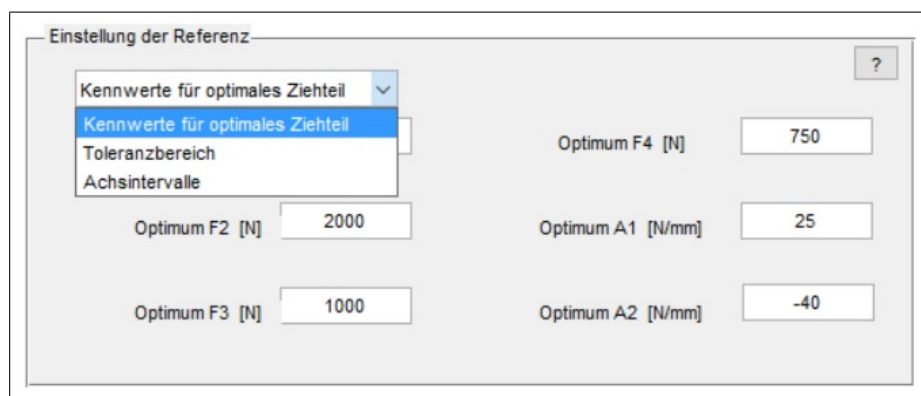 Einstellung der Referenz
?
Kennwerte für optimales Ziehteil
Kennwerte für optimales Ziehteil
Toleranzbereich
Achsintervalle
Optimum F4 [N] 750
Optimum F2 [N] 2000 Optimum A1 [N/mm] 25
Optimum F3 [N] 1000 Optimum A2 [N/mm] -40